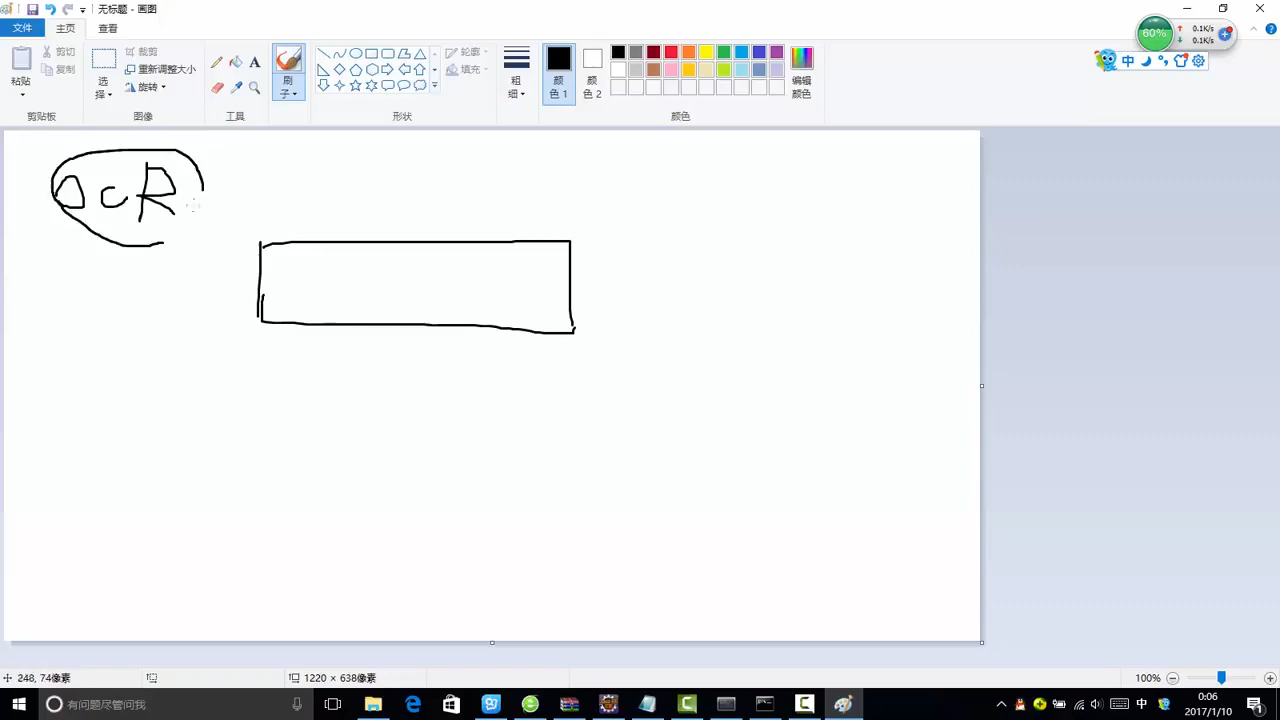 无标题 - 画图
文件 主页 查看
60% 0.1K/s
0.1K/s
粘贴 剪切 复制 选择 裁剪 重新调整大小 旋转 刷子 轮廓 填充 粗细 颜色 1 颜色 2 编辑颜色
中
剪贴板 图像 工具 形状 颜色
OCR
248, 74像素 1220 × 638像素 100%
有问题尽管问我 中 0:06
2017/1/10